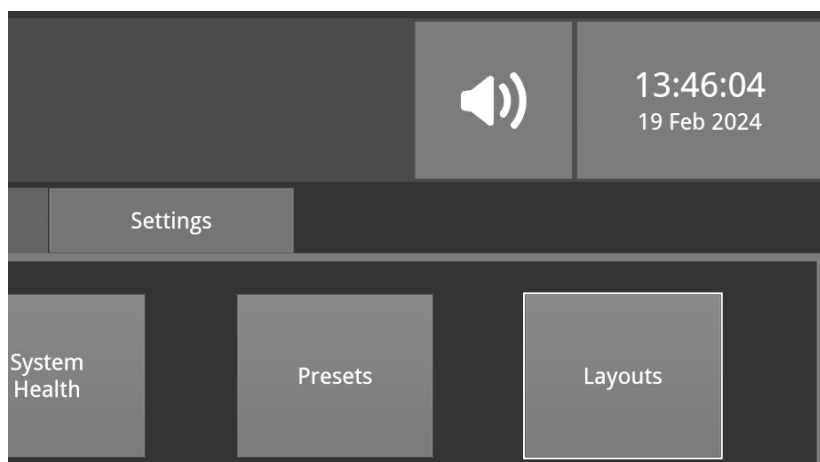 13:46:04
19 Feb 2024
Settings
System
Health
Presets
Layouts